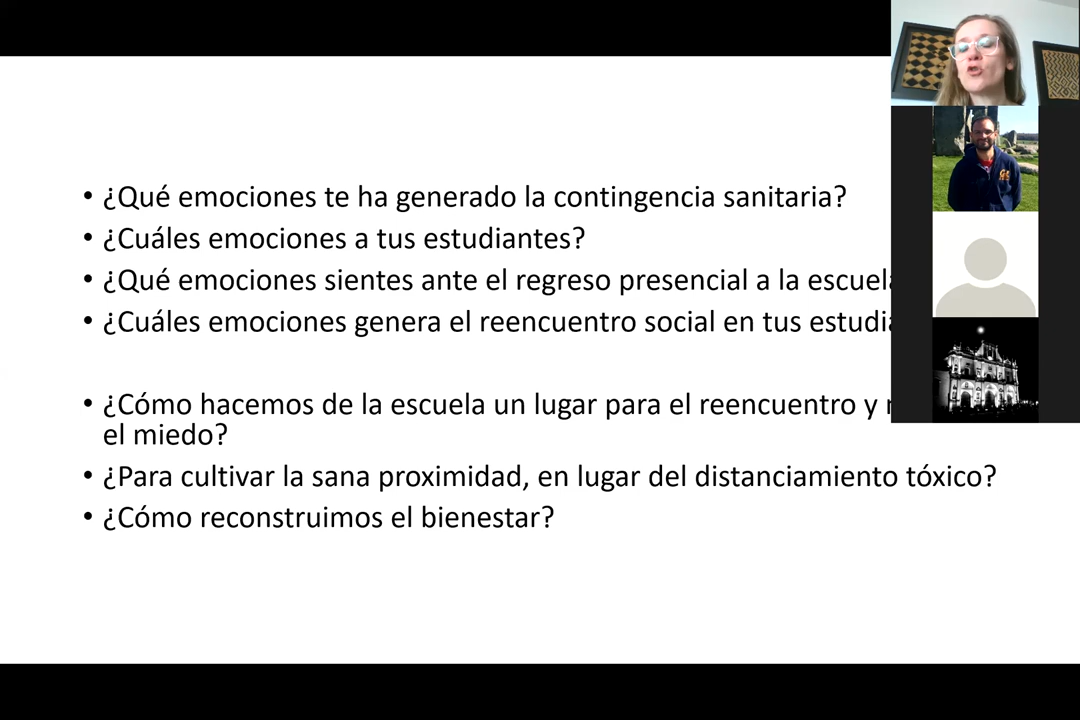 • ¿Qué emociones te ha generado la contingencia sanitaria?
• ¿Cuáles emociones a tus estudiantes?
• ¿Qué emociones sientes ante el regreso presencial a la
• ¿Cuáles emociones genera el reencuentro social en tus
• ¿Cómo hacemos de la escuela un lugar para el reencuentro y
el miedo?
• ¿Para cultivar la sana proximidad, en lugar del distanciamiento tóxico?
• ¿Cómo reconstruimos el bienestar?